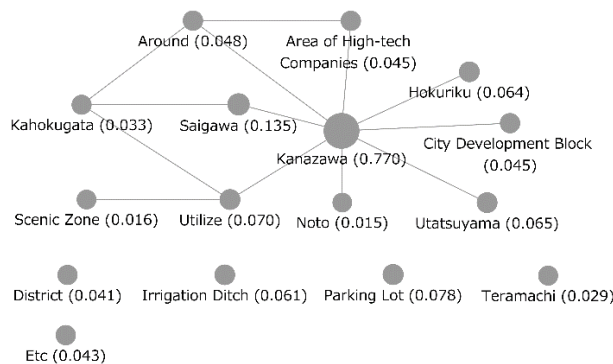 Around (0.048)
Area of High-tech
Companies (0.045)
Hokuriku (0.064)
Kahokugata (0.033)
Saigawa (0.135)
Kanazawa (0.770)
City Development Block
(0.045)
Scenic Zone (0.016)
Utilize (0.070)
Noto (0.015)
Utatsuyama (0.065)
District (0.041)
Irrigation Ditch (0.061)
Parking Lot (0.078)
Teramachi (0.029)
Etc (0.043)